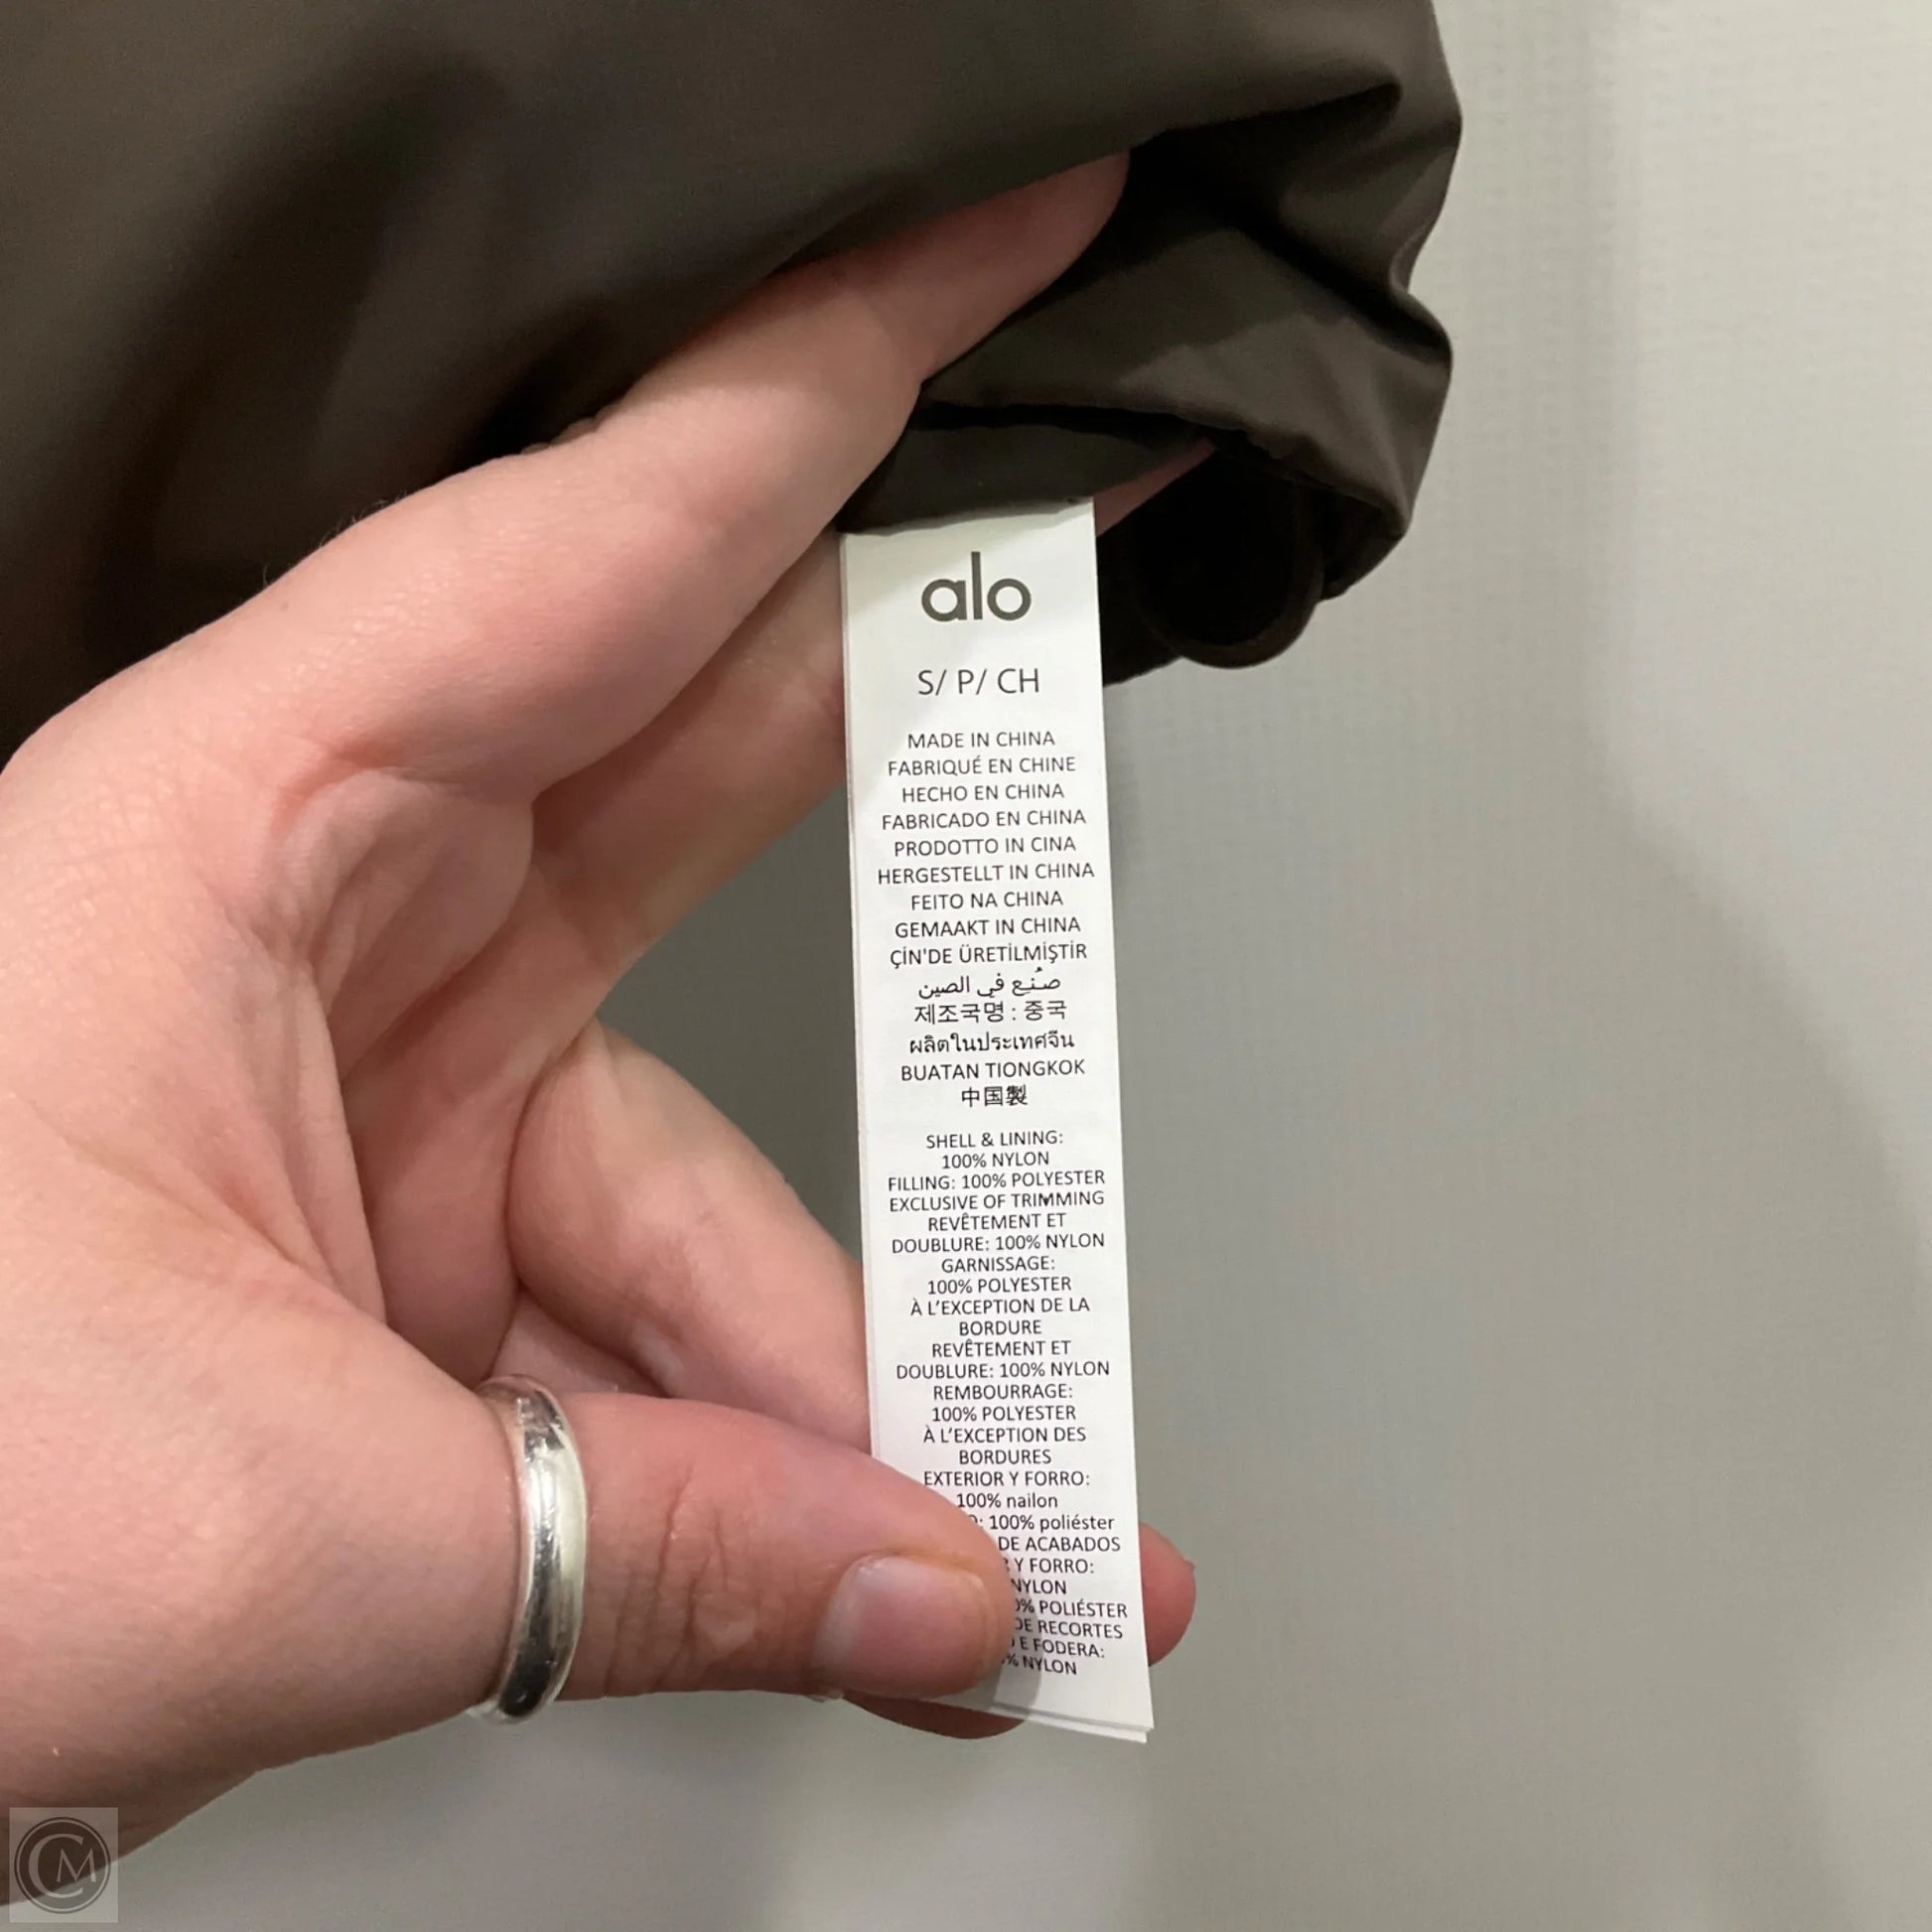 alo
S/ P/ CH
MADE IN CHINA
FABRIQUÉ EN CHINE
HECHO EN CHINA
FABRICADO EN CHINA
PRODOTTO IN CINA
HERGESTELLT IN CHINA
FEITO NA CHINA
GEMAAKT IN CHINA
ÇİN'DE ÜRETİLMİŞTİR
صُنع في الصين
제조국명 : 중국
ผลิตในประเทศจีน
BUATAN TIONGKOK
中国製
SHELL & LINING:
100% NYLON
FILLING: 100% POLYESTER
EXCLUSIVE OF TRIMMING
REVÊTEMENT ET
DOUBLURE: 100% NYLON
GARNISSAGE:
100% POLYESTER
À L’EXCEPTION DE LA
BORDURE
REVÊTEMENT ET
DOUBLURE: 100% NYLON
REMBOURRAGE:
100% POLYESTER
À L’EXCEPTION DES
BORDURES
EXTERIOR Y FORRO:
100% nailon
100% poliéster
DE ACABADOS
Y FORRO:
NYLON
POLIÉSTER
DE RECORTES
E FODERA:
% NYLON
CM